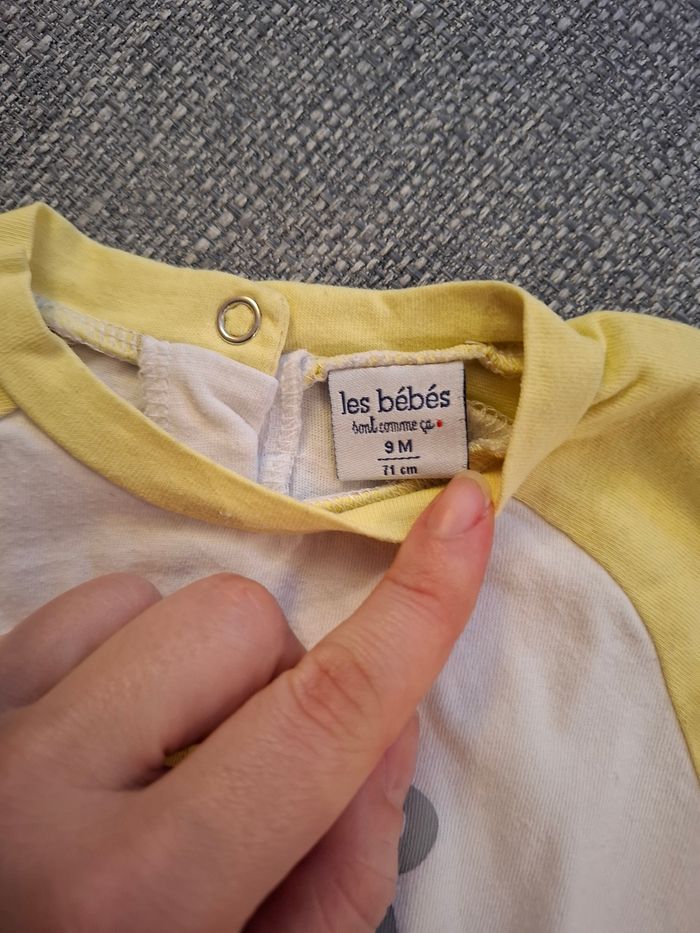 les bébés
sont comme ça
9 M
71 cm